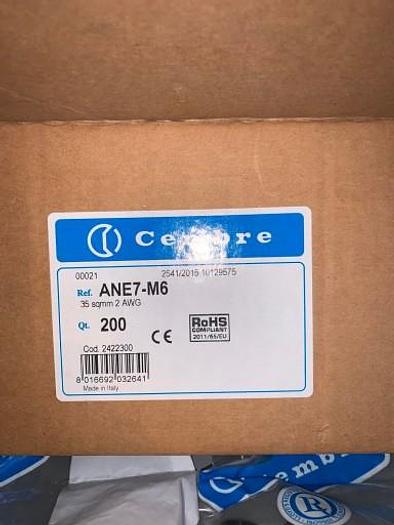 Cembre
00021 2541/2015 10129575
Ref. ANE7-M6
35 sqmm 2 AWG
Qt. 200
CE RoHS
COMPLIANT
2011/65/EU
Cod. 2422300
8 016692 032641
Made in Italy
Cembre
R